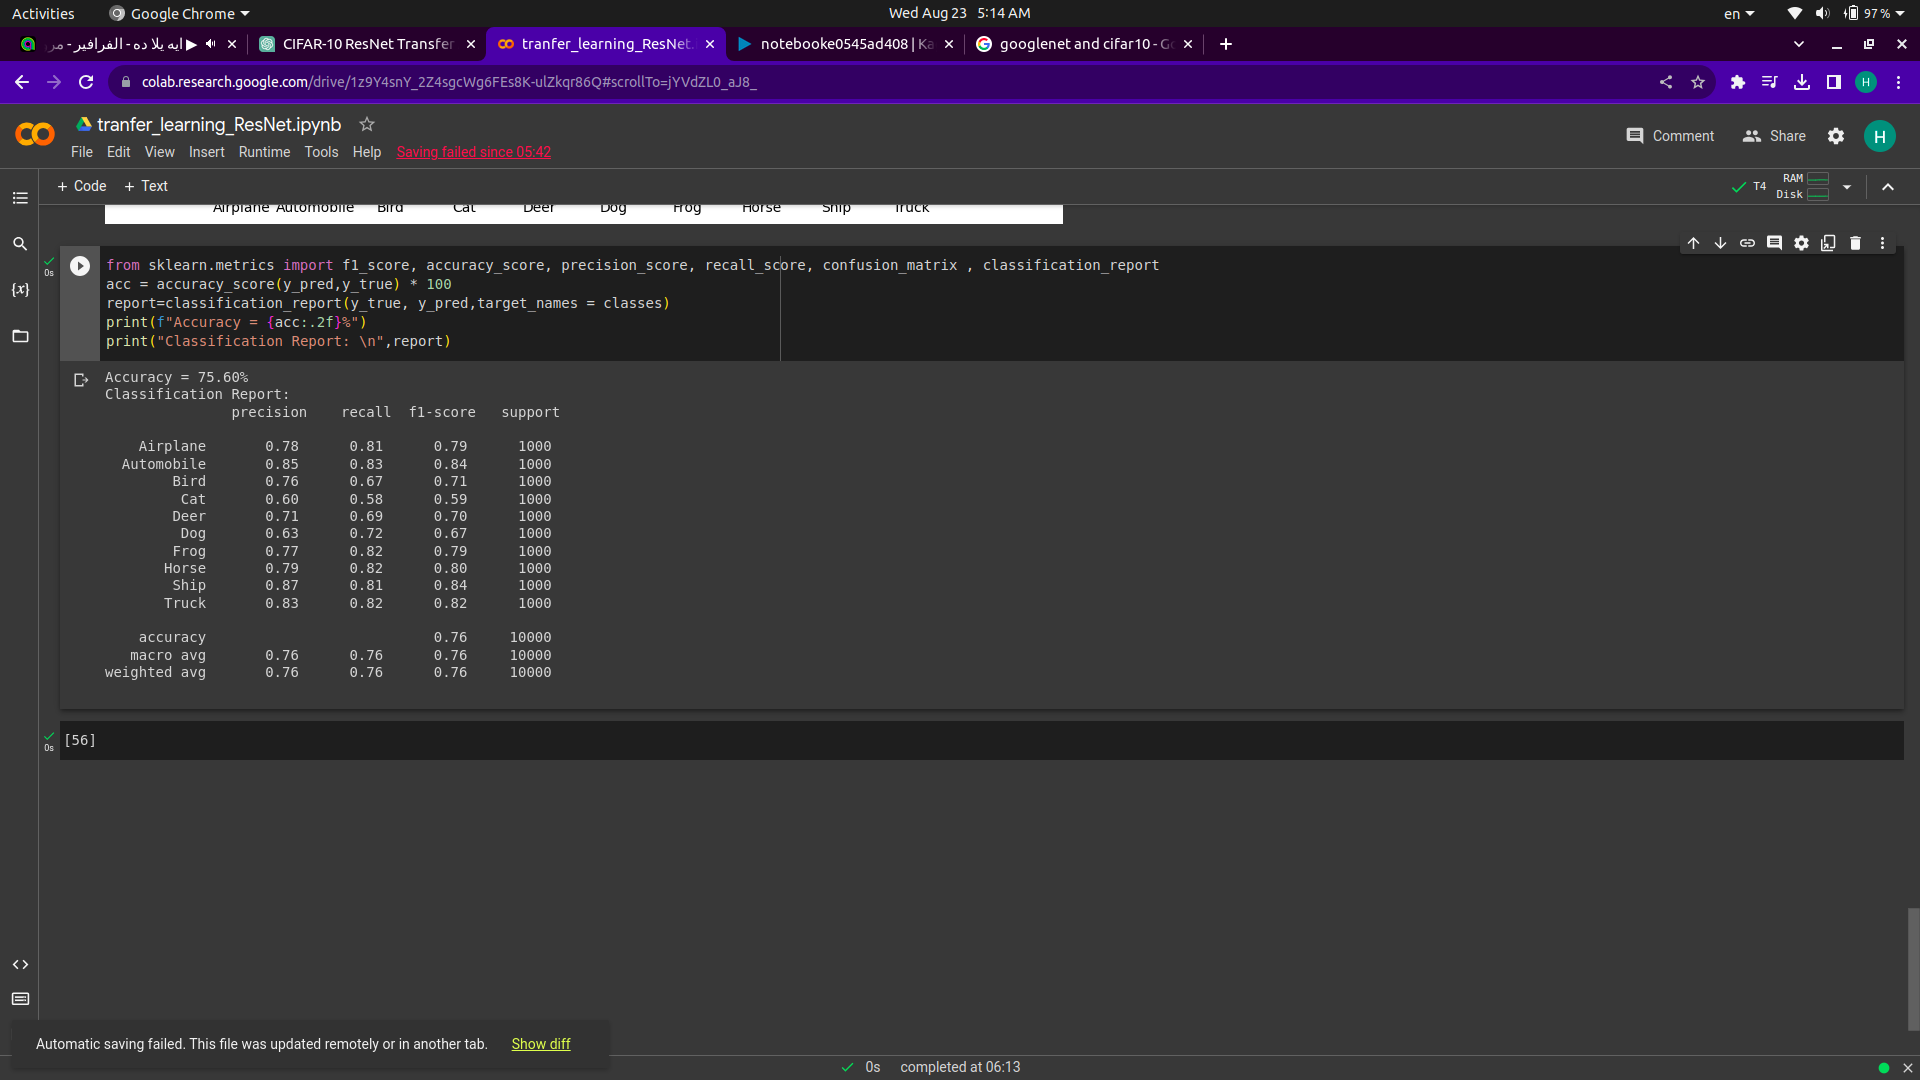 Activities Google Chrome Wed Aug 23 5:14 AM en 97 %
ايه يلا ده - الفرافير - مر
CIFAR-10 ResNet Transfer
tranfer_learning_ResNet.
notebooke0545ad408 | Ka
googlenet and cifar10 - Go
colab.research.google.com/drive/1z9Y4snY_2Z4sgcWg6FEs8K-ulZkqr86Q#scrollTo=jYVdZL0_aJ8_
H
tranfer_learning_ResNet.ipynb
Comment Share H
File Edit View Insert Runtime Tools Help Saving failed since 05:42
+ Code + Text
T4 RAM
Disk
Airplane Automobile Bird Cat Deer Dog Frog Horse Ship Truck
0s
{x}
from sklearn.metrics import f1_score, accuracy_score, precision_score, recall_score, confusion_matrix , classification_report
acc = accuracy_score(y_pred,y_true) * 100
report=classification_report(y_true, y_pred,target_names = classes)
print(f"Accuracy = {acc:.2f}%")
print("Classification Report: \n",report)
Accuracy = 75.60%
Classification Report:
precision recall f1-score support
Airplane 0.78 0.81 0.79 1000
Automobile 0.85 0.83 0.84 1000
Bird 0.76 0.67 0.71 1000
Cat 0.60 0.58 0.59 1000
Deer 0.71 0.69 0.70 1000
Dog 0.63 0.72 0.67 1000
Frog 0.77 0.82 0.79 1000
Horse 0.79 0.82 0.80 1000
Ship 0.87 0.81 0.84 1000
Truck 0.83 0.82 0.82 1000
accuracy 0.76 10000
macro avg 0.76 0.76 0.76 10000
weighted avg 0.76 0.76 0.76 10000
0s
[56]
Automatic saving failed. This file was updated remotely or in another tab. Show diff
0s completed at 06:13